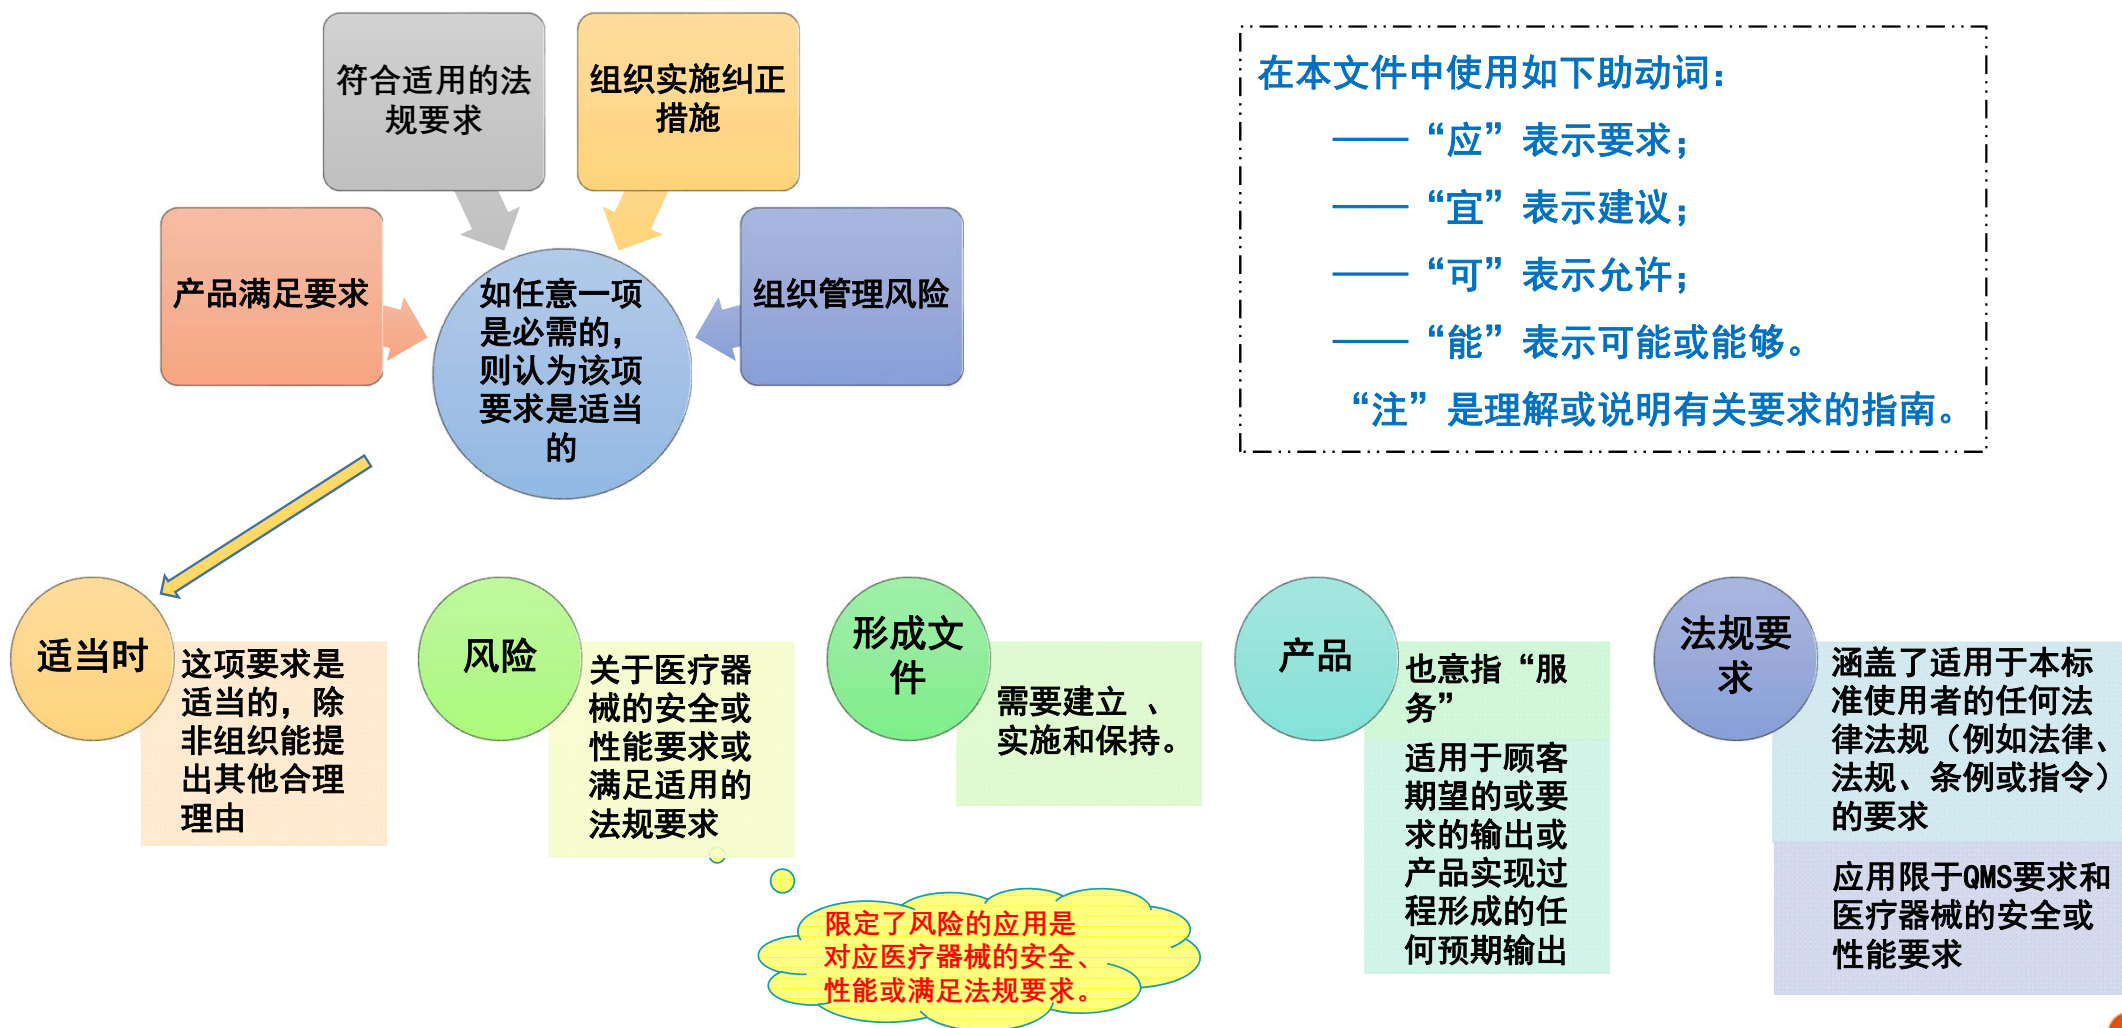 符合适用的法
规要求
组织实施纠正
措施
产品满足要求
组织管理风险
如任意一项
是必需的，
则认为该项
要求是适当
的
在本文件中使用如下助动词：
——“应”表示要求；
——“宜”表示建议；
——“可”表示允许；
——“能”表示可能或能够。
“注”是理解或说明有关要求的指南。
适当时
这项要求是
适当的，除
非组织能提
出其他合理
理由
风险
关于医疗器
械的安全或
性能要求或
满足适用的
法规要求
限定了风险的应用是
对应医疗器械的安全、
性能或满足法规要求。
形成文
件
需要建立 、
实施和保持。
产品
也意指“服
务”
适用于顾客
期望的或要
求的输出或
产品实现过
程形成的任
何预期输出
法规要
求
涵盖了适用于本标
准使用者的任何法
律法规（例如法律、
法规、条例或指令）
的要求
应用限于QMS要求和
医疗器械的安全或
性能要求